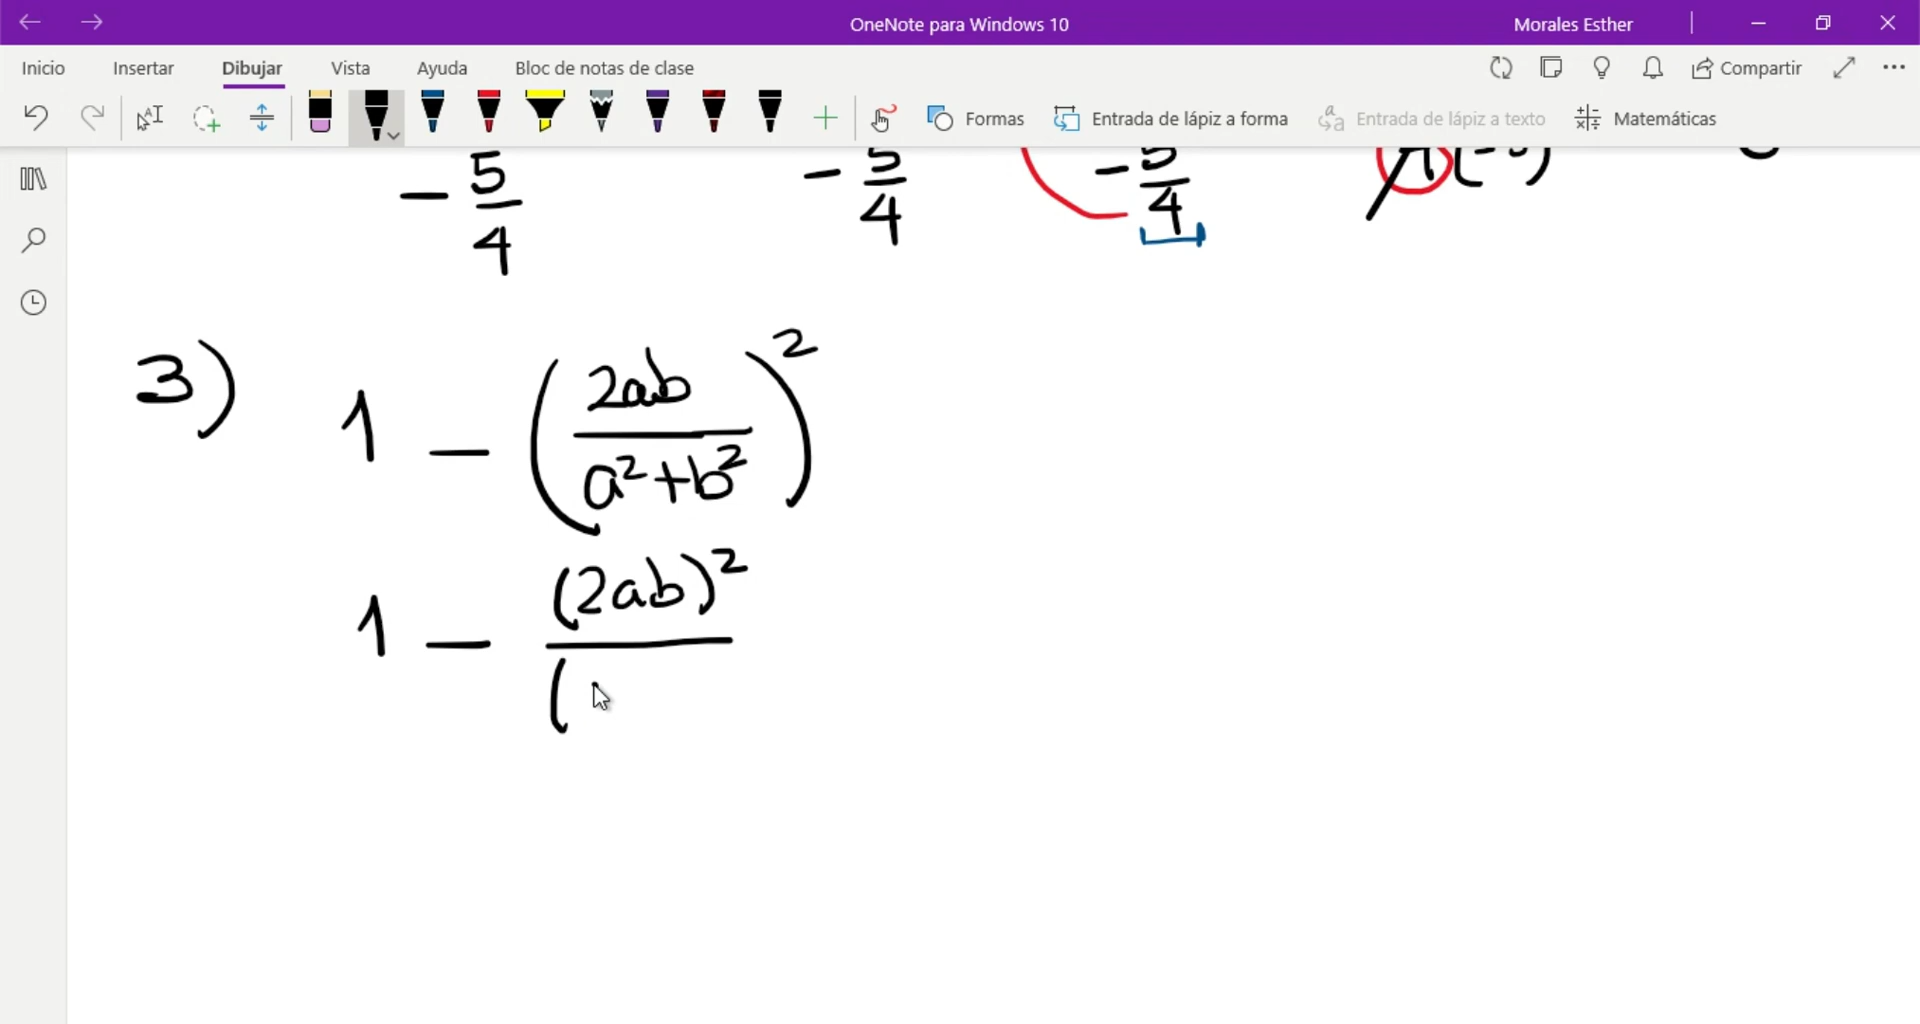 OneNote para Windows 10
Morales Esther
Inicio Insertar Dibujar Vista Ayuda Bloc de notas de clase
Compartir
Formas Entrada de lápiz a forma Entrada de lápiz a texto Matemáticas
- 5/4 - 5/4 - 5/4
3) 1 - (2ab / a²+b²)²
1 - (2ab)² / (